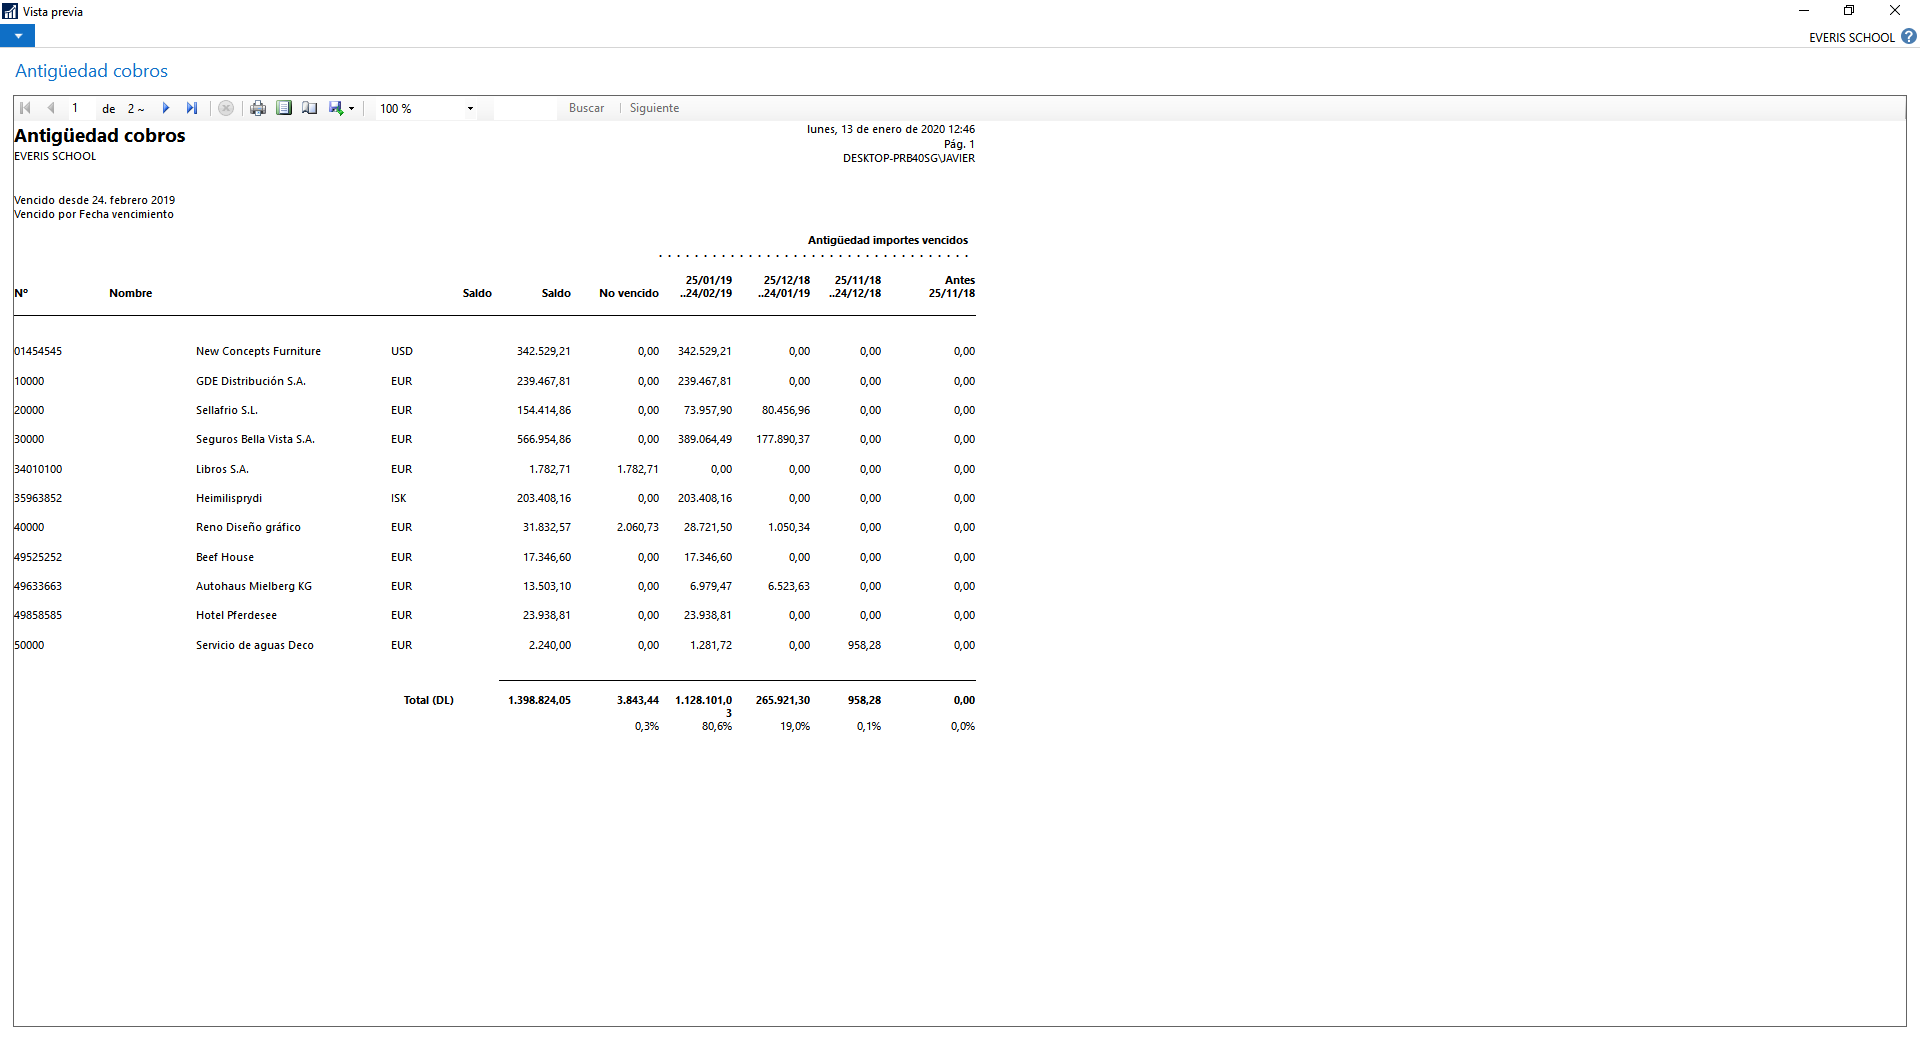 Vista previa
EVERIS SCHOOL
Antigüedad cobros
1 de 2 ~ 100 % Buscar Siguiente
Antigüedad cobros
lunes, 13 de enero de 2020 12:46
EVERIS SCHOOL
Pág. 1
DESKTOP-PRB40SG\JAVIER
Vencido desde 24. febrero 2019
Vencido por Fecha vencimiento
Antigüedad importes vencidos
25/01/19 25/12/18 25/11/18 Antes
Nº Nombre Saldo Saldo No vencido ..24/02/19 ..24/01/19 ..24/12/18 25/11/18
01454545 New Concepts Furniture USD 342.529,21 0,00 342.529,21 0,00 0,00 0,00
10000 GDE Distribución S.A. EUR 239.467,81 0,00 239.467,81 0,00 0,00 0,00
20000 Sellafrio S.L. EUR 154.414,86 0,00 73.957,90 80.456,96 0,00 0,00
30000 Seguros Bella Vista S.A. EUR 566.954,86 0,00 389.064,49 177.890,37 0,00 0,00
34010100 Libros S.A. EUR 1.782,71 1.782,71 0,00 0,00 0,00 0,00
35963852 Heimilisprydi ISK 203.408,16 0,00 203.408,16 0,00 0,00 0,00
40000 Reno Diseño gráfico EUR 31.832,57 2.060,73 28.721,50 1.050,34 0,00 0,00
49525252 Beef House EUR 17.346,60 0,00 17.346,60 0,00 0,00 0,00
49633663 Autohaus Mielberg KG EUR 13.503,10 0,00 6.979,47 6.523,63 0,00 0,00
49858585 Hotel Pferdesee EUR 23.938,81 0,00 23.938,81 0,00 0,00 0,00
50000 Servicio de aguas Deco EUR 2.240,00 0,00 1.281,72 0,00 958,28 0,00
Total (DL) 1.398.824,05 3.843,44 1.128.101,0 265.921,30 958,28 0,00
3
0,3% 80,6% 19,0% 0,1% 0,0%